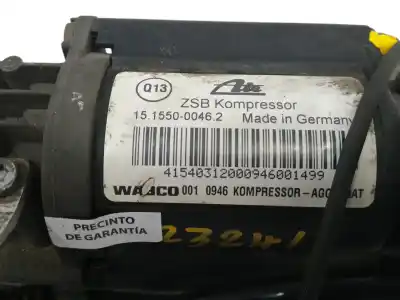 Q13
Ate
ZSB Kompressor
15.1550-0046.2 Made in Germany
41540312000946001499
WABCO 001 0946 KOMPRESSOR-AGGREGAT
PRECINTO
DE GARANTÍA
23241